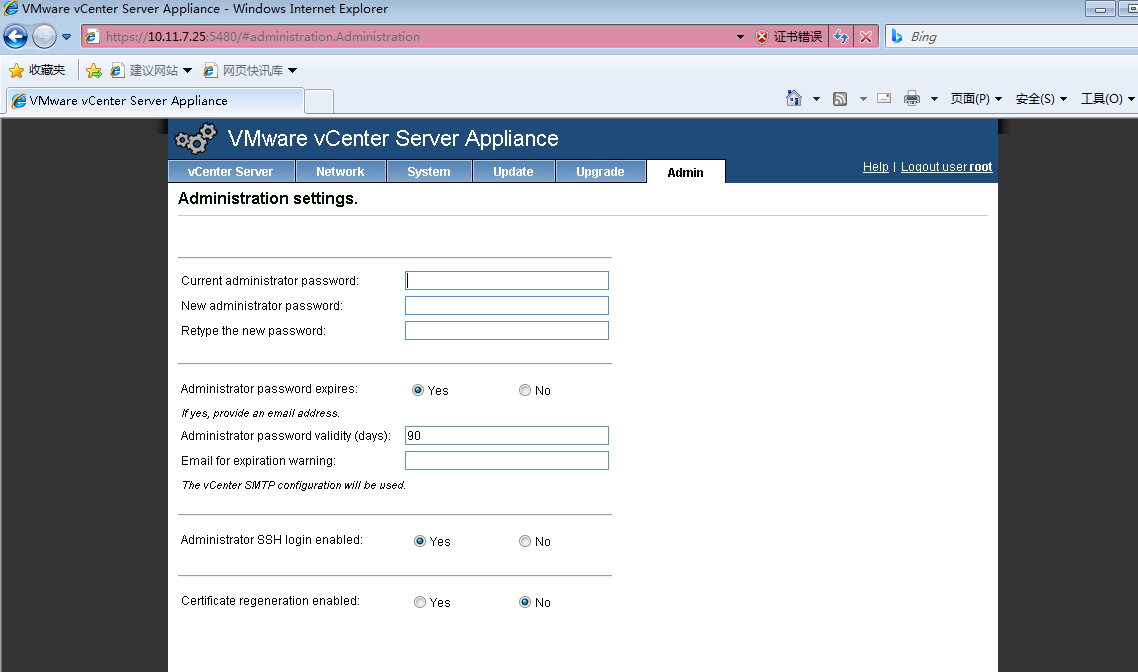 VMware vCenter Server Appliance - Windows Internet Explorer
https://10.11.7.25:5480/#administration.Administration 证书错误 Bing
收藏夹 建议网站 网页快讯库
VMware vCenter Server Appliance 页面(P) 安全(S) 工具(O)
VMware vCenter Server Appliance
vCenter Server Network System Update Upgrade Admin Help | Logout user root
Administration settings.
Current administrator password:
New administrator password:
Retype the new password:
Administrator password expires: Yes No
If yes, provide an email address.
Administrator password validity (days): 90
Email for expiration warning:
The vCenter SMTP configuration will be used.
Administrator SSH login enabled: Yes No
Certificate regeneration enabled: Yes No